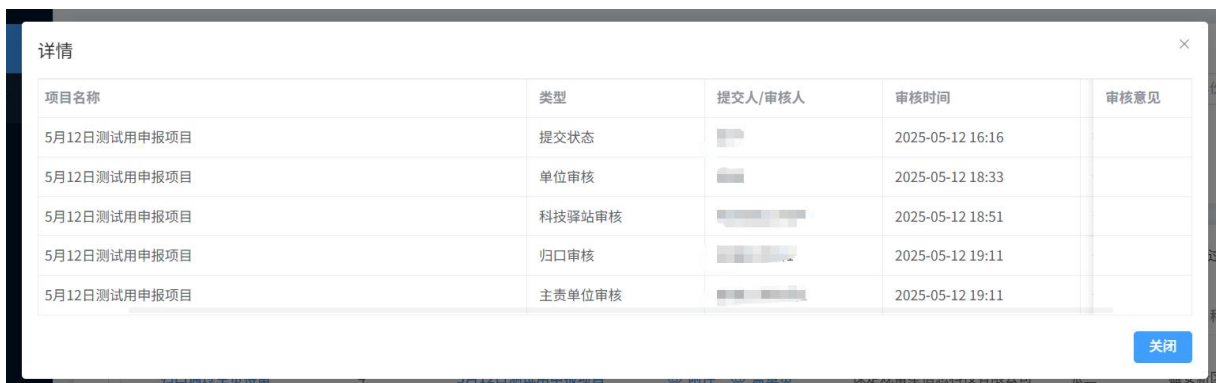 详情
项目名称 类型 提交人/审核人 审核时间 审核意见
5月12日测试用申报项目 提交状态 2025-05-12 16:16
5月12日测试用申报项目 单位审核 2025-05-12 18:33
5月12日测试用申报项目 科技驿站审核 2025-05-12 18:51
5月12日测试用申报项目 归口审核 2025-05-12 19:11
5月12日测试用申报项目 主责单位审核 2025-05-12 19:11
关闭